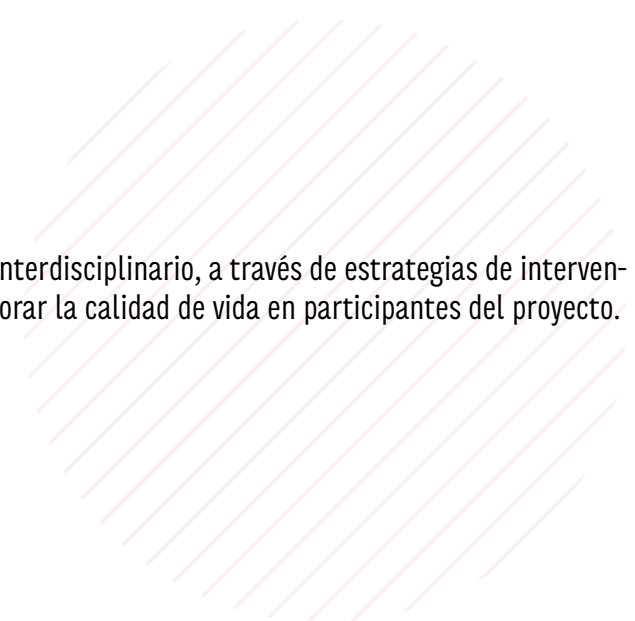 nterdisciplinario, a través de estrategias de interven-
orar la calidad de vida en participantes del proyecto.